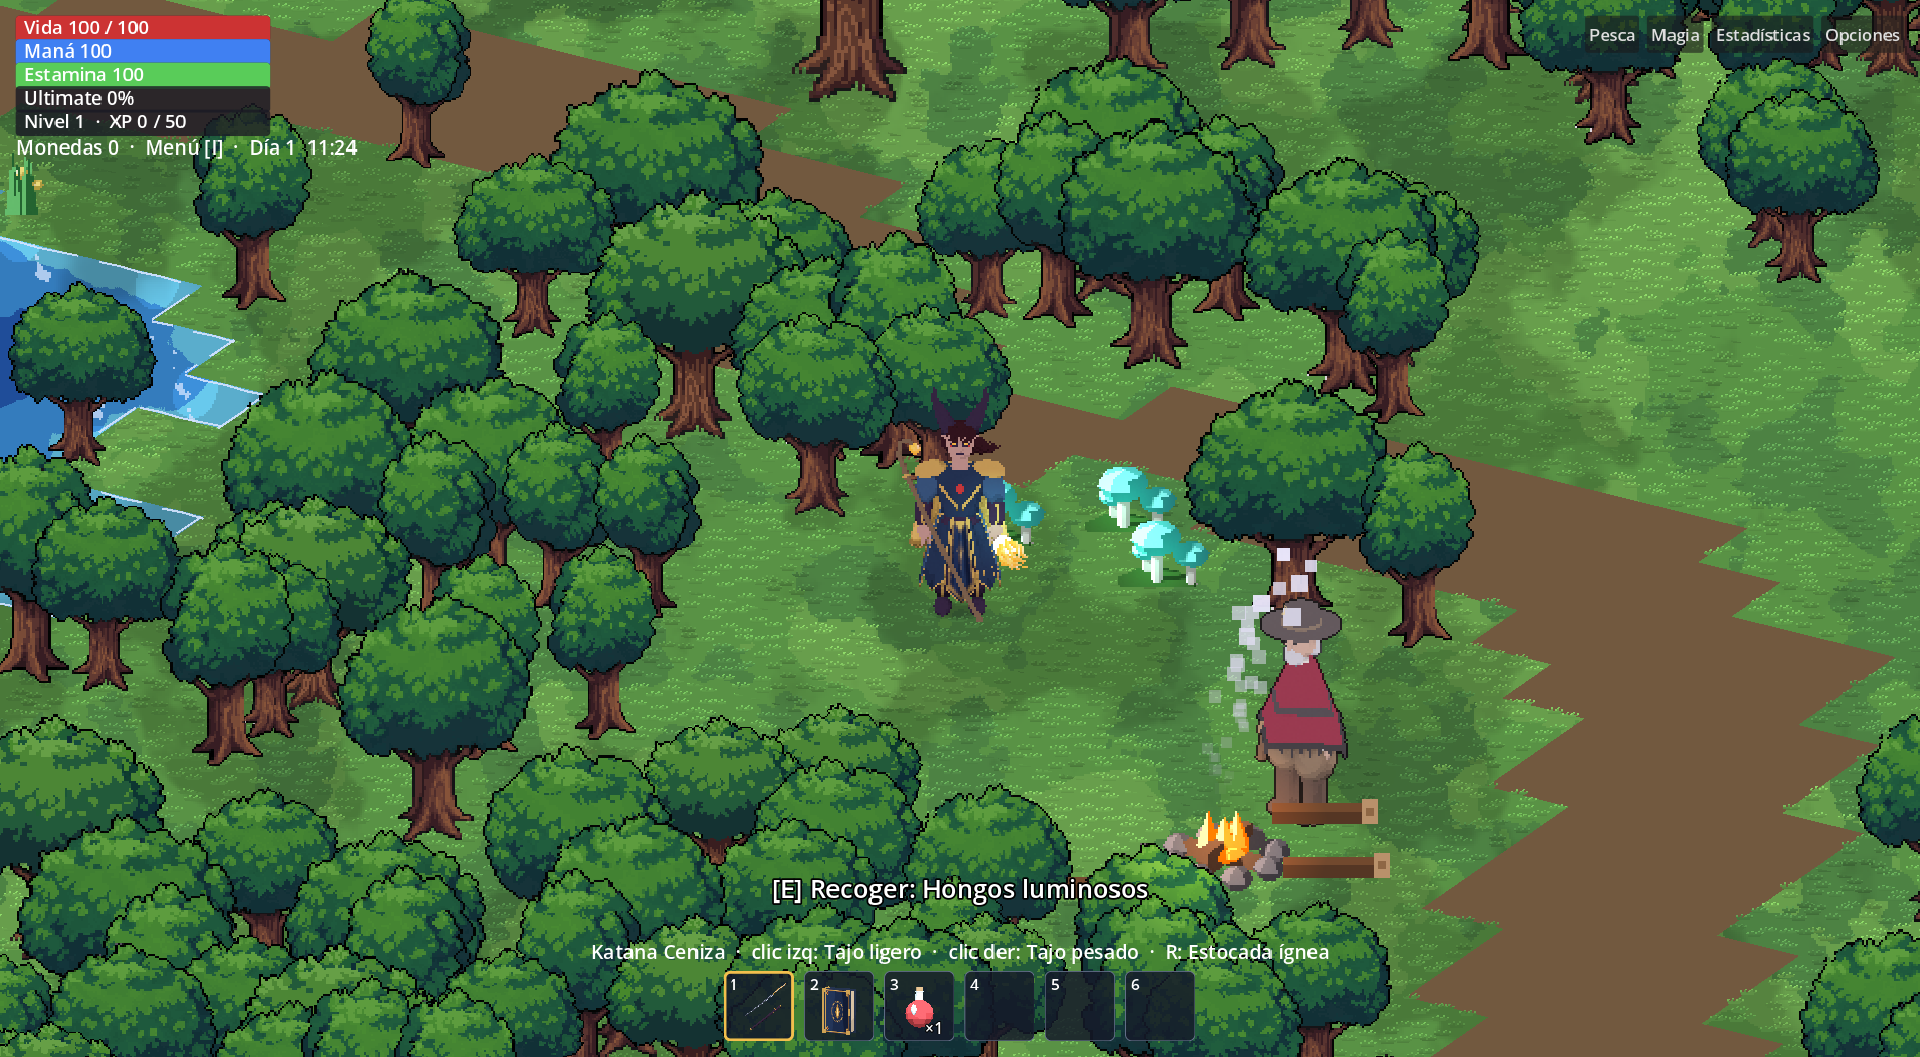 Vida 100 / 100
Maná 100
Estamina 100
Ultimate 0%
Nivel 1 · XP 0 / 50
Monedas 0 · Menú [I] · Día 1 11:24
Pesca Magia Estadísticas Opciones
[E] Recoger: Hongos luminosos
Katana Ceniza · clic izq: Tajo ligero · clic der: Tajo pesado · R: Estocada ígnea
1 2 3 4 5 6
×1